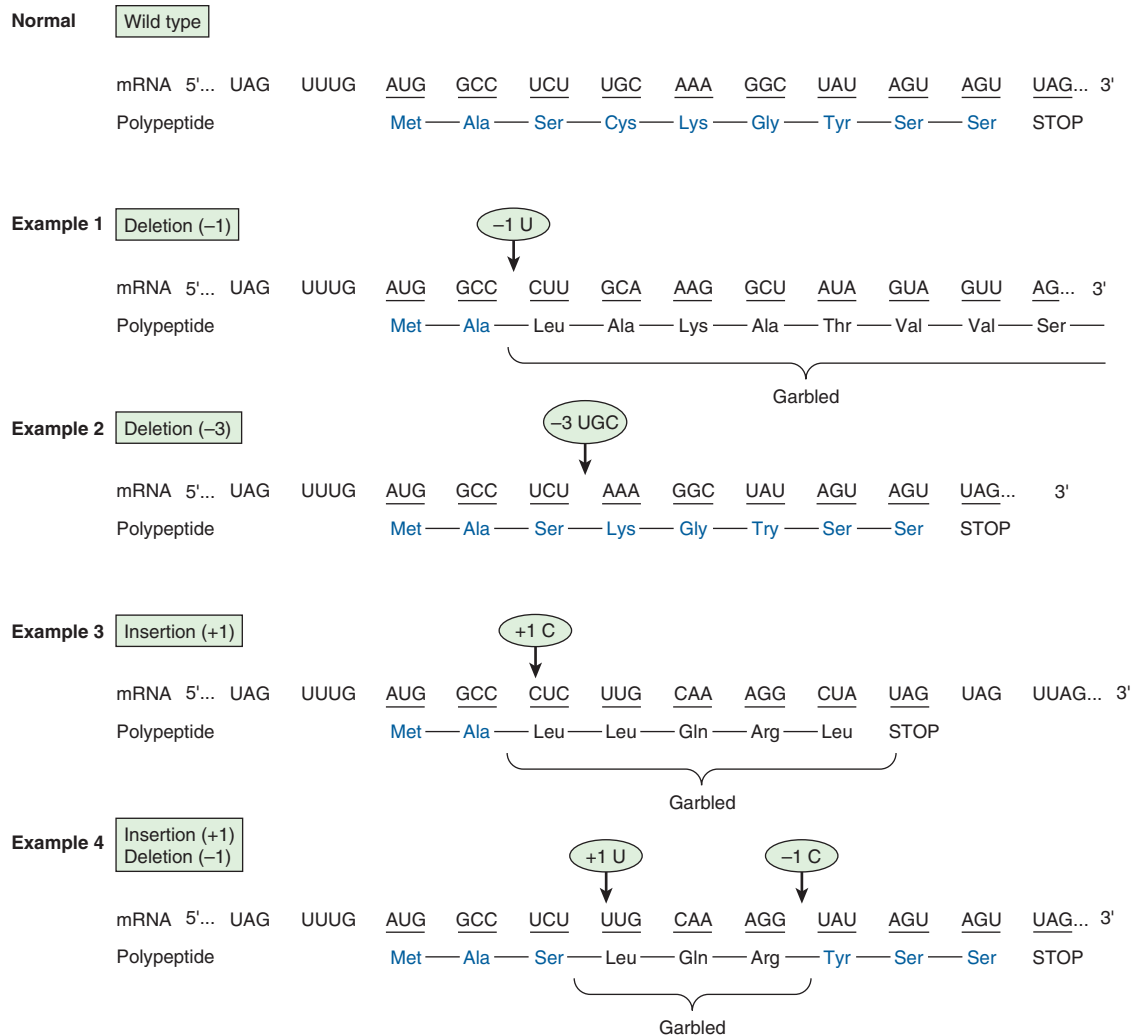 Normal Wild type
mRNA 5'... UAG UUUG AUG GCC UCU UGC AAA GGC UAU AGU AGU UAG... 3'
Polypeptide Met Ala Ser Cys Lys Gly Tyr Ser Ser STOP
Example 1 Deletion (–1) –1 U
mRNA 5'... UAG UUUG AUG GCC CUU GCA AAG GCU AUA GUA GUU AG... 3'
Polypeptide Met Ala Leu Ala Lys Ala Thr Val Val Ser
Garbled
Example 2 Deletion (–3) –3 UGC
mRNA 5'... UAG UUUG AUG GCC UCU AAA GGC UAU AGU AGU UAG... 3'
Polypeptide Met Ala Ser Lys Gly Try Ser Ser STOP
Example 3 Insertion (+1) +1 C
mRNA 5'... UAG UUUG AUG GCC CUC UUG CAA AGG CUA UAG UAG UUAG... 3'
Polypeptide Met Ala Leu Leu Gln Arg Leu STOP
Garbled
Example 4 Insertion (+1)
Deletion (–1)
+1 U –1 C
mRNA 5'... UAG UUUG AUG GCC UCU UUG CAA AGG UAU AGU AGU UAG... 3'
Polypeptide Met Ala Ser Leu Gln Arg Tyr Ser Ser STOP
Garbled